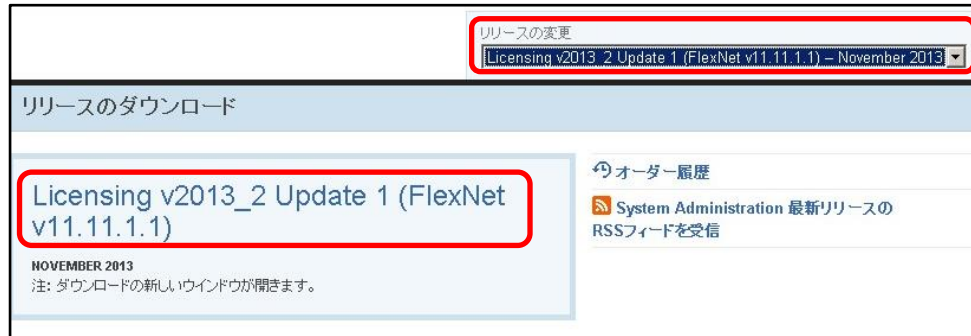 リリースの変更
Licensing v2013_2 Update 1 (FlexNet v11.11.1.1) – November 2013
リリースのダウンロード
Licensing v2013_2 Update 1 (FlexNet
v11.11.1.1)
NOVEMBER 2013
注: ダウンロードの新しいウインドウが開きます。
オーダー履歴
System Administration 最新リリースの
RSSフィードを受信